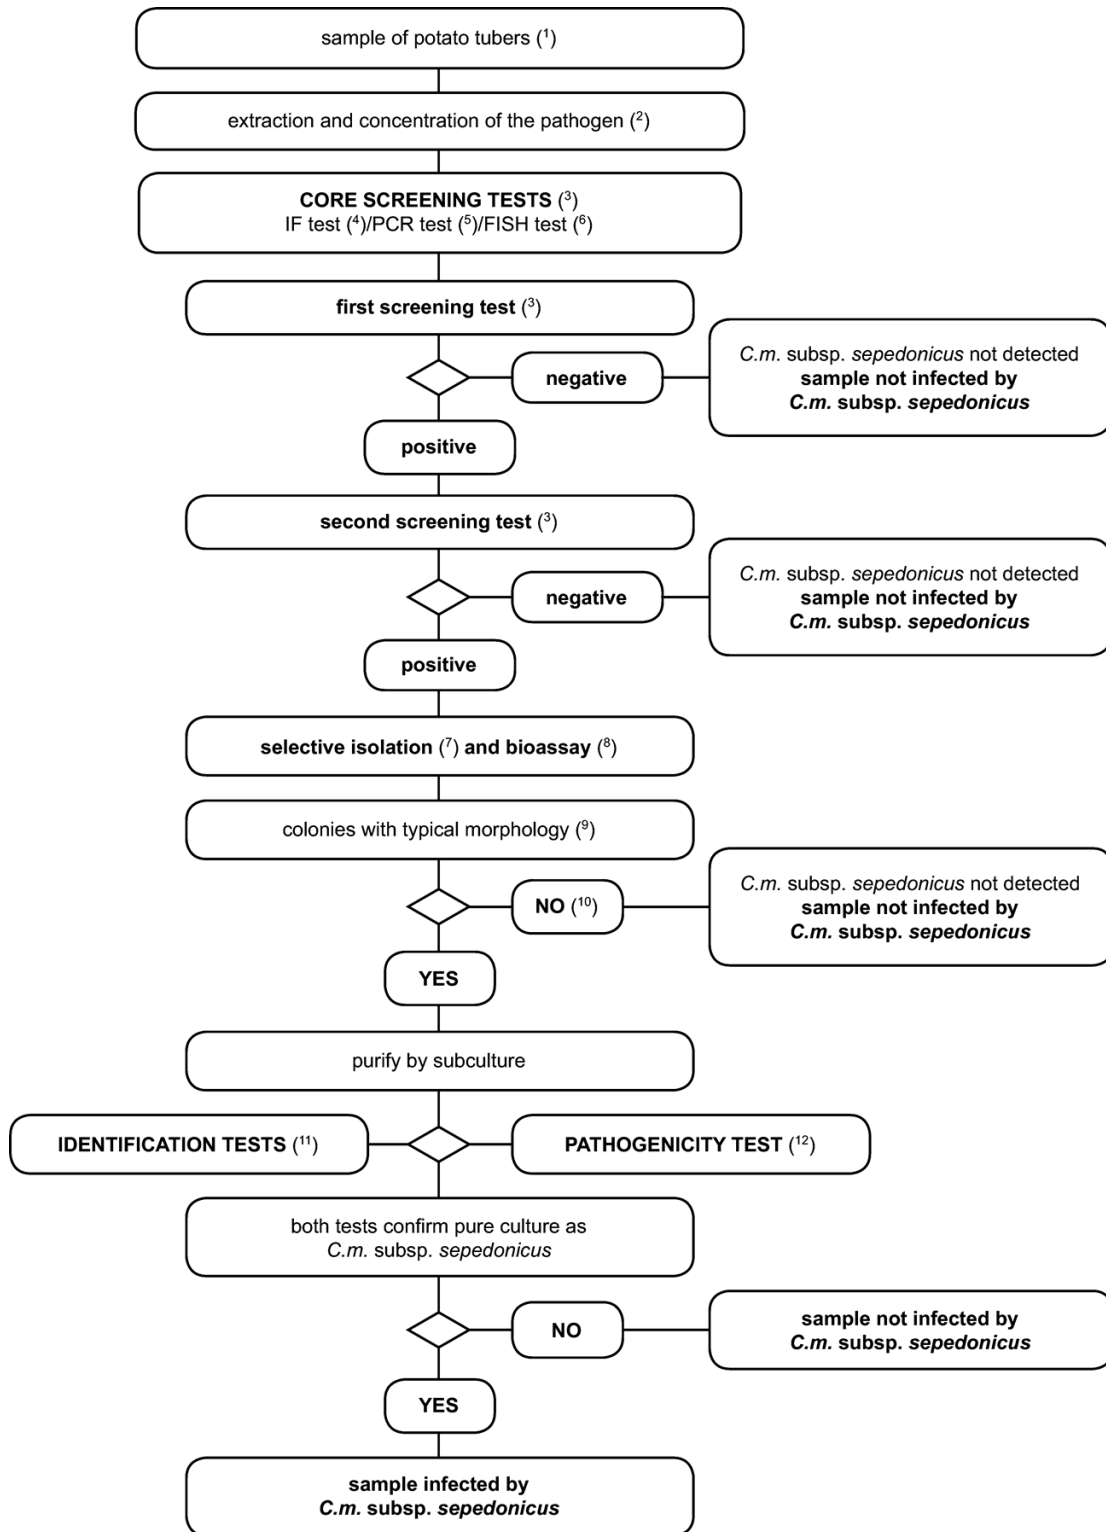 sample of potato tubers (¹)
extraction and concentration of the pathogen (²)
CORE SCREENING TESTS (³)
IF test (⁴)/PCR test (⁵)/FISH test (⁶)
first screening test (³)
negative
C.m. subsp. sepedonicus not detected
sample not infected by
C.m. subsp. sepedonicus
positive
second screening test (³)
negative
C.m. subsp. sepedonicus not detected
sample not infected by
C.m. subsp. sepedonicus
positive
selective isolation (⁷) and bioassay (⁸)
colonies with typical morphology (⁹)
NO (¹⁰)
C.m. subsp. sepedonicus not detected
sample not infected by
C.m. subsp. sepedonicus
YES
purify by subculture
IDENTIFICATION TESTS (¹¹)
PATHOGENICITY TEST (¹²)
both tests confirm pure culture as
C.m. subsp. sepedonicus
NO
sample not infected by
C.m. subsp. sepedonicus
YES
sample infected by
C.m. subsp. sepedonicus